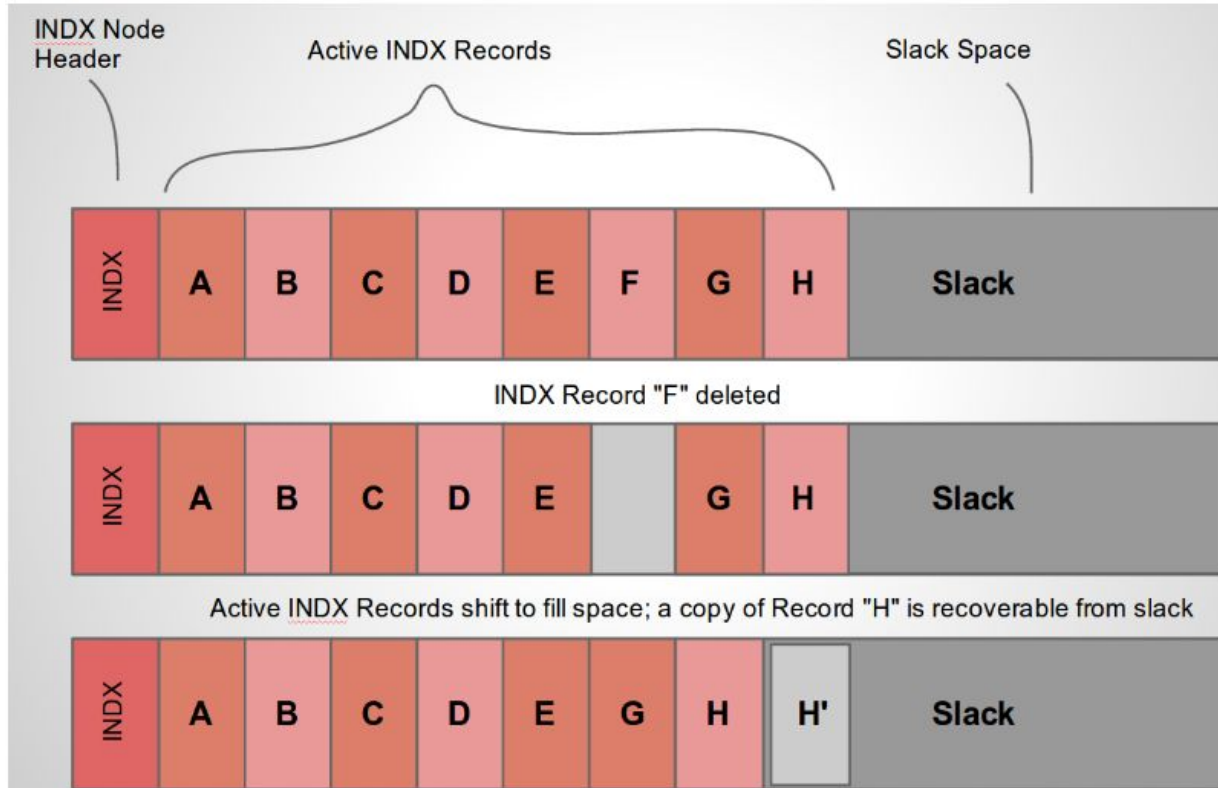 INDX Node
Header
Active INDX Records
Slack Space
INDX A B C D E F G H Slack
INDX Record "F" deleted
INDX A B C D E G H Slack
Active INDX Records shift to fill space; a copy of Record "H" is recoverable from slack
INDX A B C D E G H H' Slack